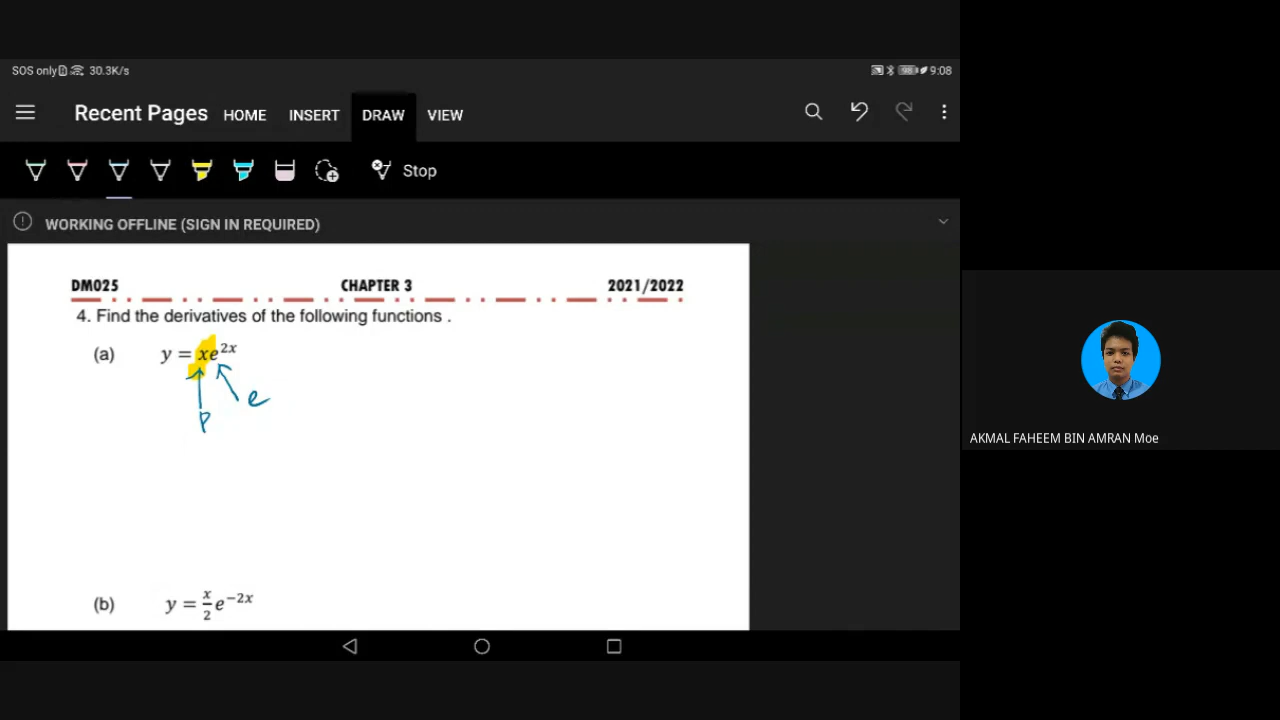 SOS only 30.3K/s 98 9:08
Recent Pages HOME INSERT DRAW VIEW
Stop
WORKING OFFLINE (SIGN IN REQUIRED)
DM025 CHAPTER 3 2021/2022
4. Find the derivatives of the following functions .
(a) y = xe^{2x}
e
P
(b) y = \frac{x}{2}e^{-2x}
AKMAL FAHEEM BIN AMRAN Moe